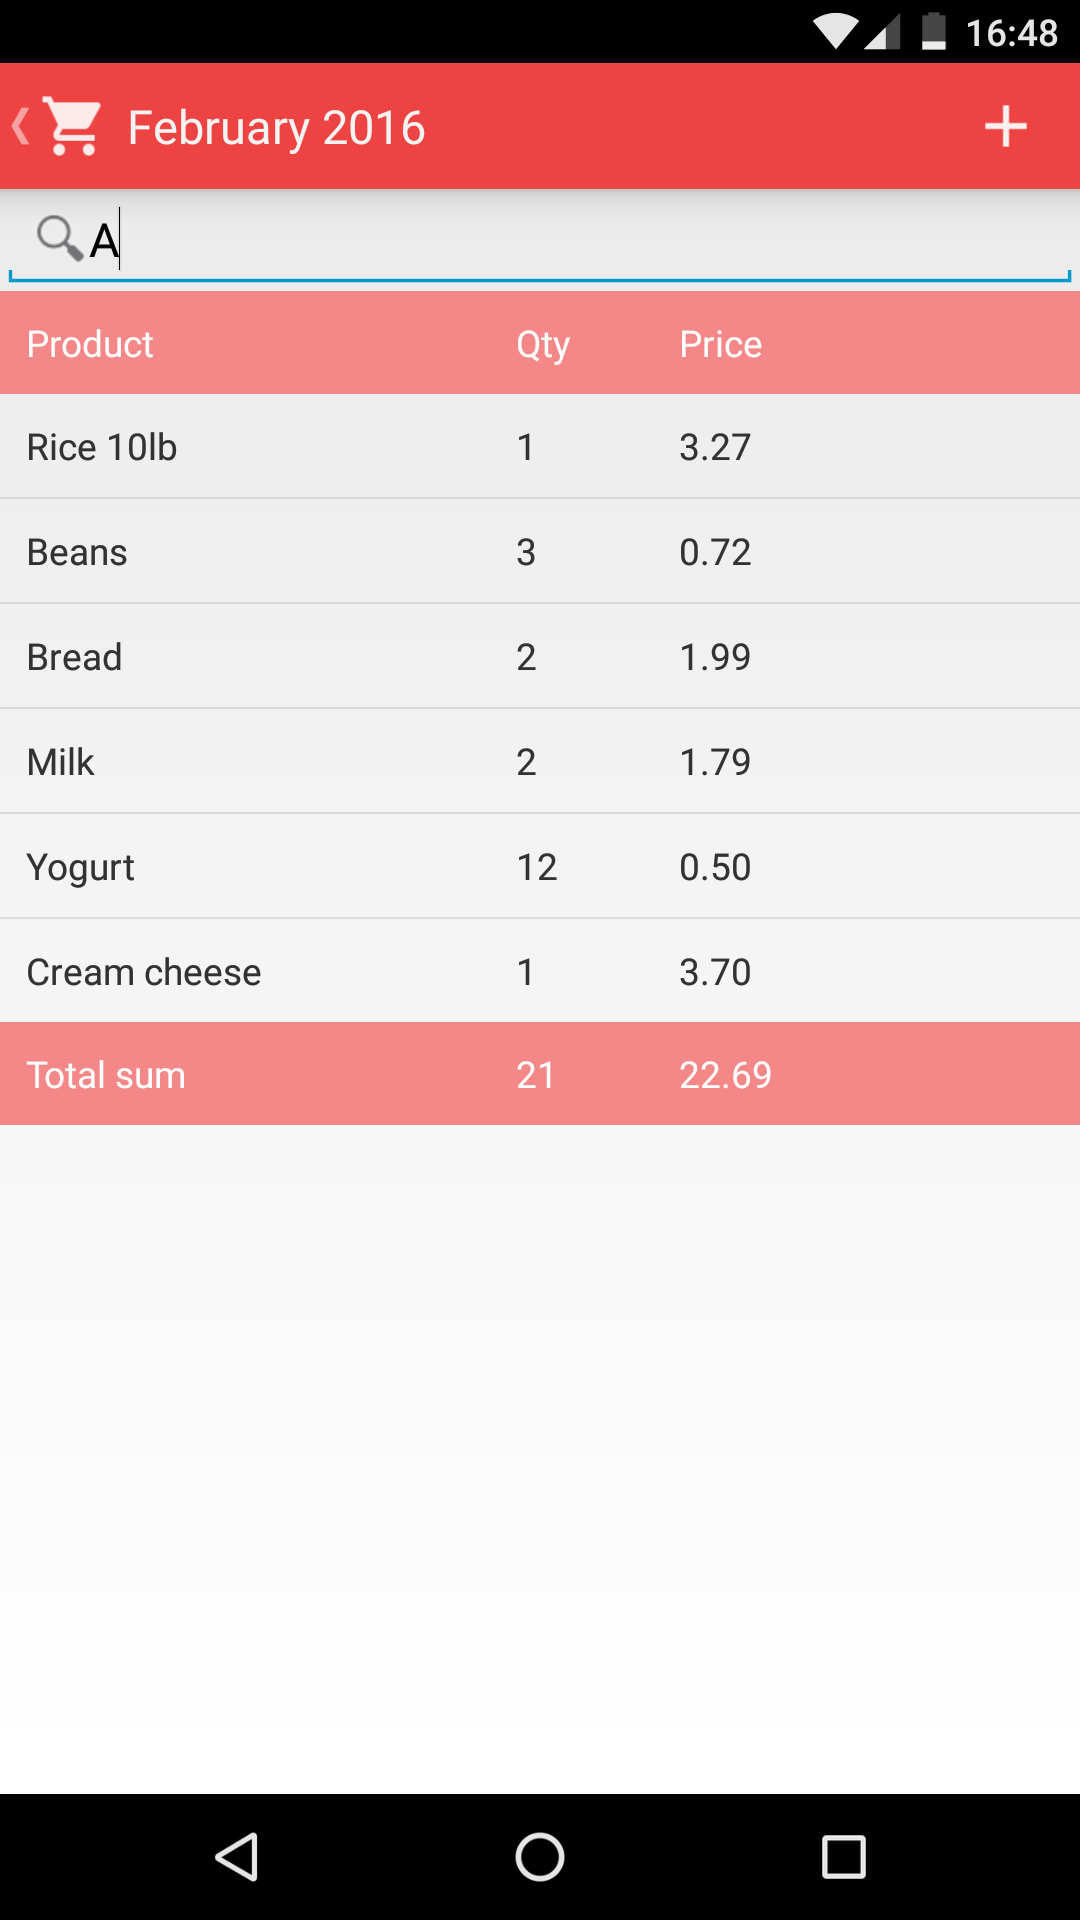 16:48
February 2016
A
Product Qty Price
Rice 10lb 1 3.27
Beans 3 0.72
Bread 2 1.99
Milk 2 1.79
Yogurt 12 0.50
Cream cheese 1 3.70
Total sum 21 22.69